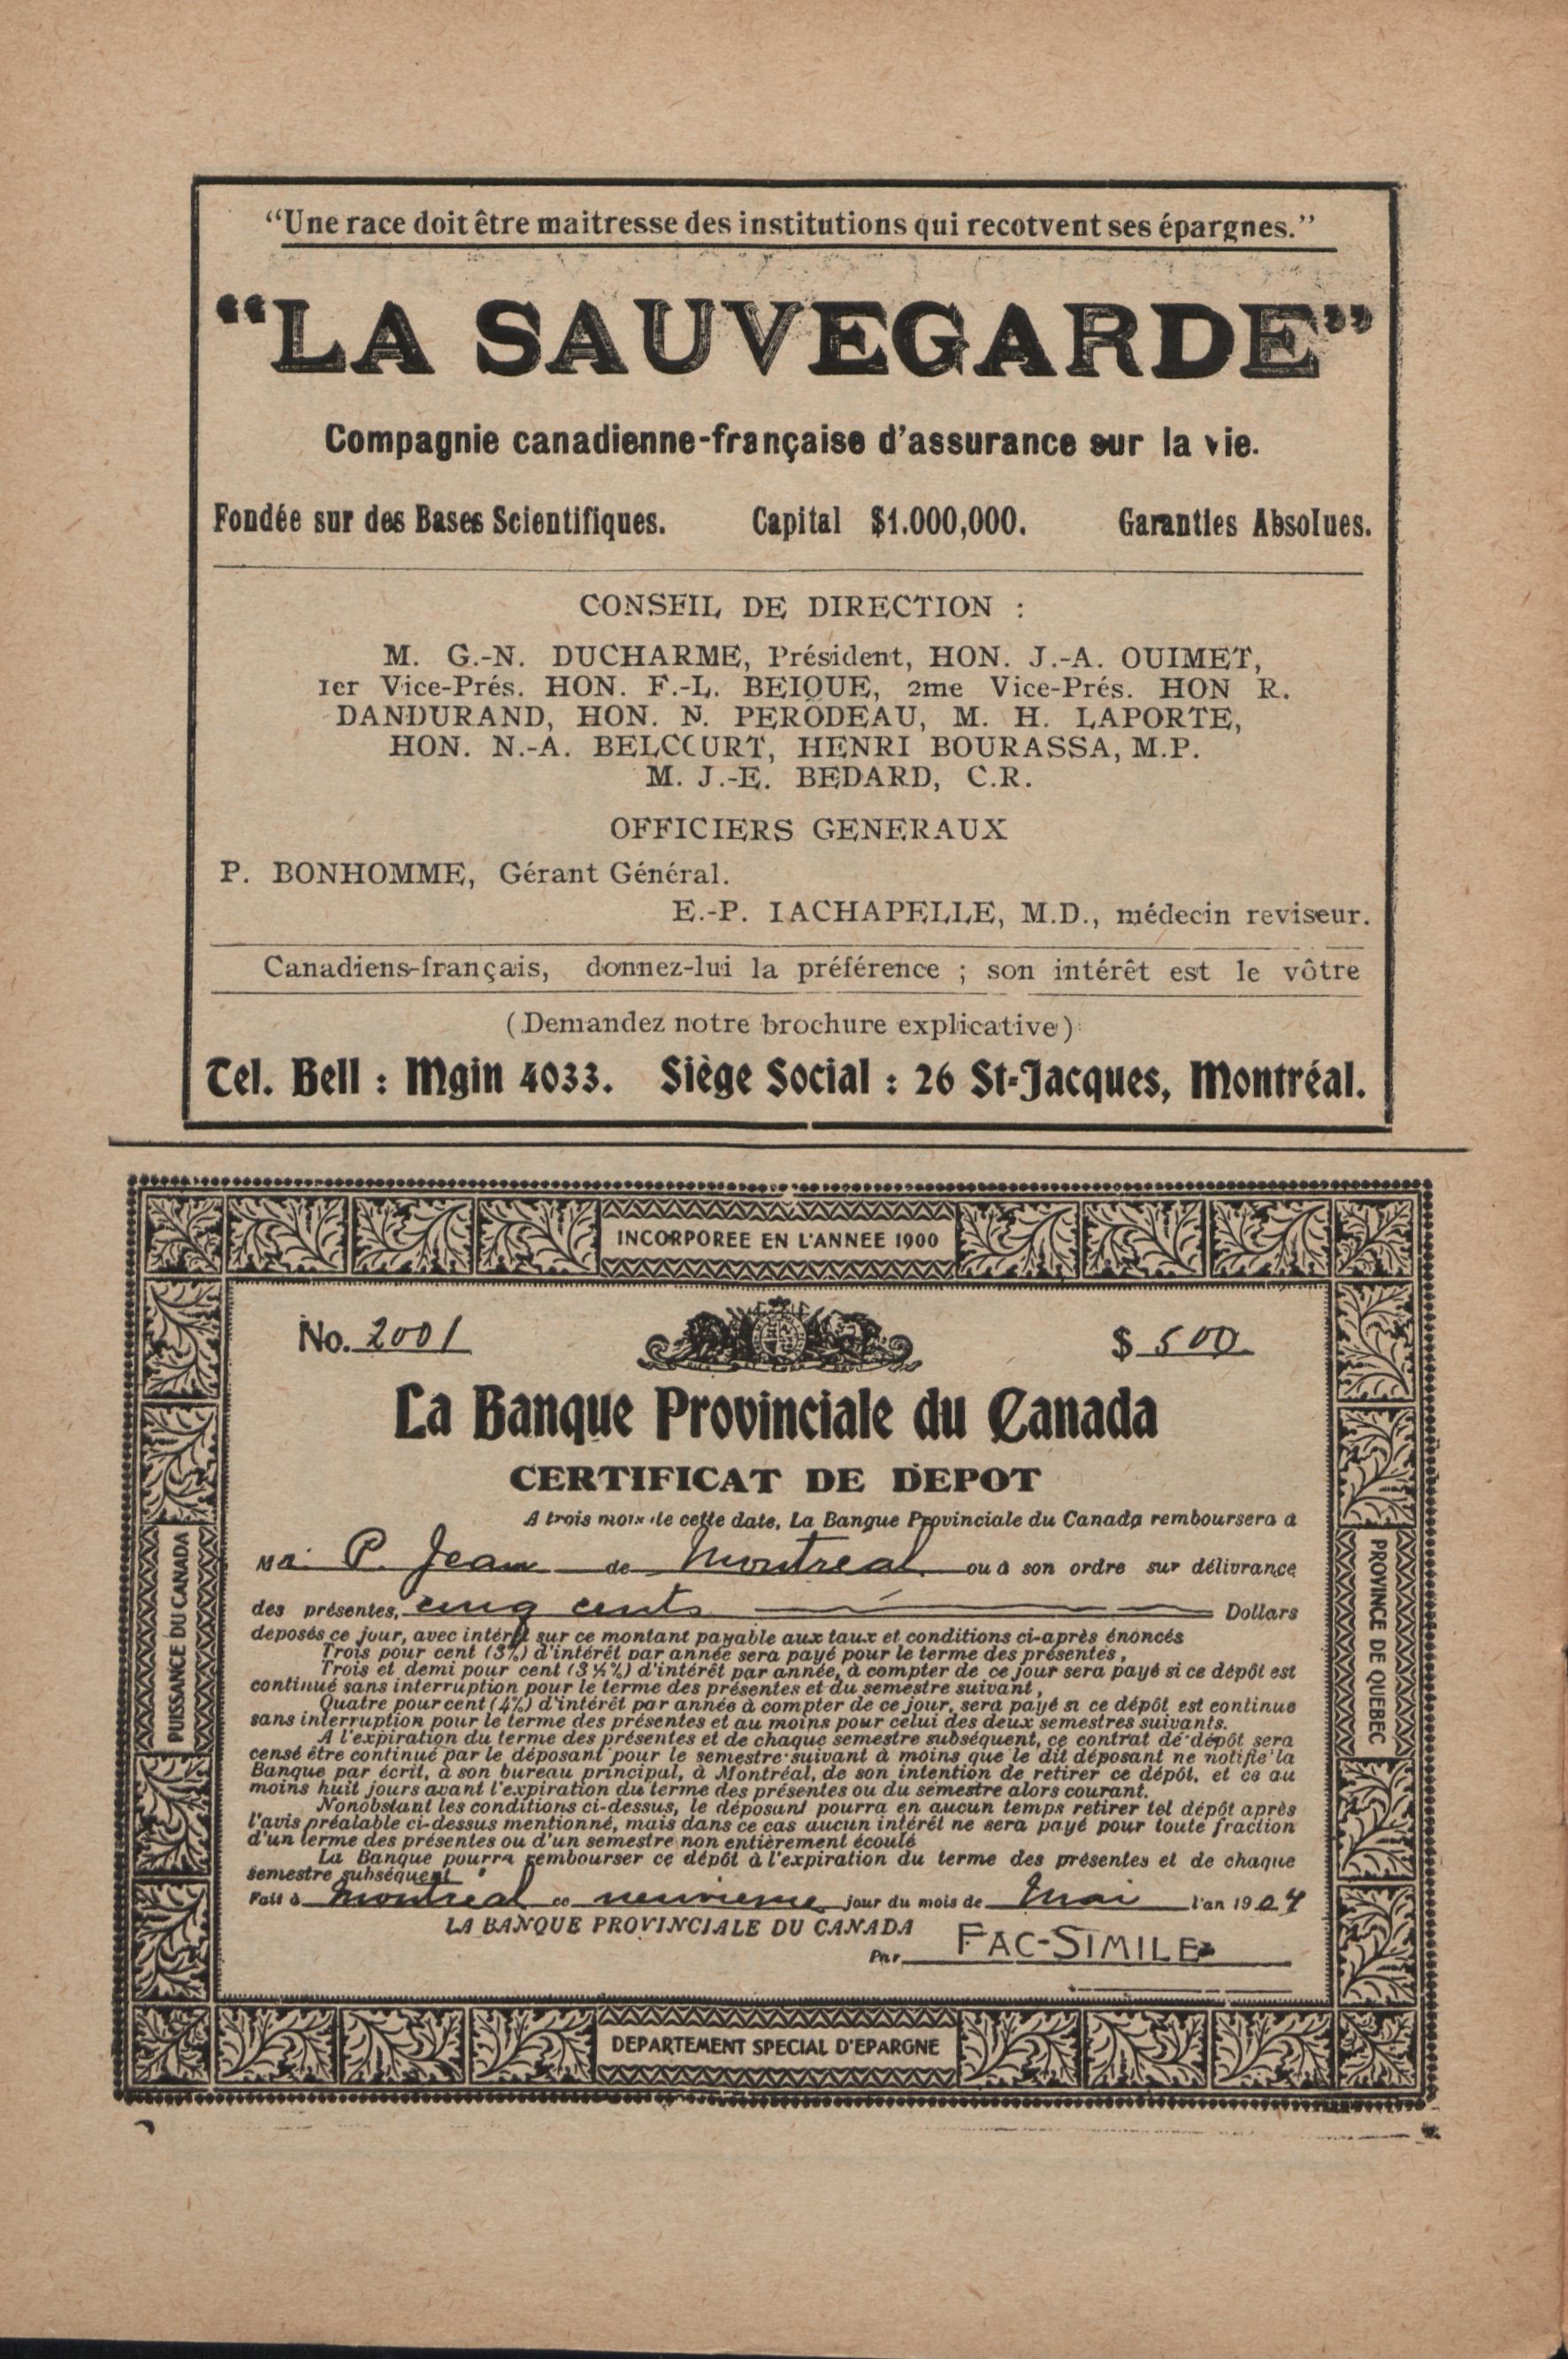 “Une race doit être maitresse des institutions qui recotvent ses épargnes.”
“LA SAUVEGARDE”
Compagnie canadienne-française d'assurance sur la vie.
Fondée sur des Bases Scientifiques. Capital $1.000,000. Garanties Absolues.
CONSEIL DE DIRECTION :
M. G.-N. DUCHARME, Président, HON. J.-A. OUIMET,
1er Vice-Prés. HON. F.-L. BEIQUE, 2me Vice-Prés. HON R.
DANDURAND, HON. N. PERODEAU, M. H. LAPORTE,
HON. N.-A. BELCCURT, HENRI BOURASSA, M.P.
M. J.-E. BEDARD, C.R.
OFFICIERS GENERAUX
P. BONHOMME, Gérant Général.
E.-P. LACHAPELLE, M.D., médecin reviseur.
Canadiens-français, donnez-lui la préférence ; son intérêt est le vôtre
(Demandez notre brochure explicative)
Tel. Bell : Mgin 4033. Siège Social : 26 St-Jacques, Montréal.
INCORPOREE EN L'ANNEE 1900
No. 2001 $ 500
La Banque Provinciale du Canada
CERTIFICAT DE DEPOT
A trois mois de cette date, La Banque Provinciale du Canada remboursera à
P. Jean de Montreal ou à son ordre sur délivrance
des présentes, cinq cents Dollars
deposés ce jour, avec intérêt sur ce montant payable aux taux et conditions ci-après énoncés
Trois pour cent (3%) d'intérêt par année sera payé pour le terme des présentes,
Trois et demi pour cent (3½%) d'intérêt par année, à compter de ce jour sera payé si ce dépôt est
continué sans interruption pour le terme des présentes et du semestre suivant,
Quatre pour cent (4%) d'intérêt par année à compter de ce jour, sera payé si ce dépôt est continue
sans interruption pour le terme des présentes et au moins pour celui des deux semestres suivants.
A l'expiration du terme des présentes et de chaque semestre subséquent, ce contrat de dépôt sera
censé être continué par le déposant pour le semestre suivant à moins que le dit déposant ne notifie la
Banque par écrit, à son bureau principal, à Montréal, de son intention de retirer ce dépôt, et ce au
moins huit jours avant l'expiration du terme des présentes ou du semestre alors courant.
Nonobstant les conditions ci-dessus, le déposant pourra en aucun temps retirer tel dépôt après
l'avis préalable ci-dessus mentionné, mais dans ce cas aucun intérêt ne sera payé pour toute fraction
d'un terme des présentes ou d'un semestre non entièrement écoulé
La Banque pourra rembourser ce dépôt à l'expiration du terme des présentes et de chaque
semestre subséquent
Fait à Montreal ce neuvieme jour du mois de Mai l'an 1904
LA BANQUE PROVINCIALE DU CANADA
Par FAC-SIMILE
PUISSANCE DU CANADA
PROVINCE DE QUEBEC
DEPARTEMENT SPECIAL D'EPARGNE